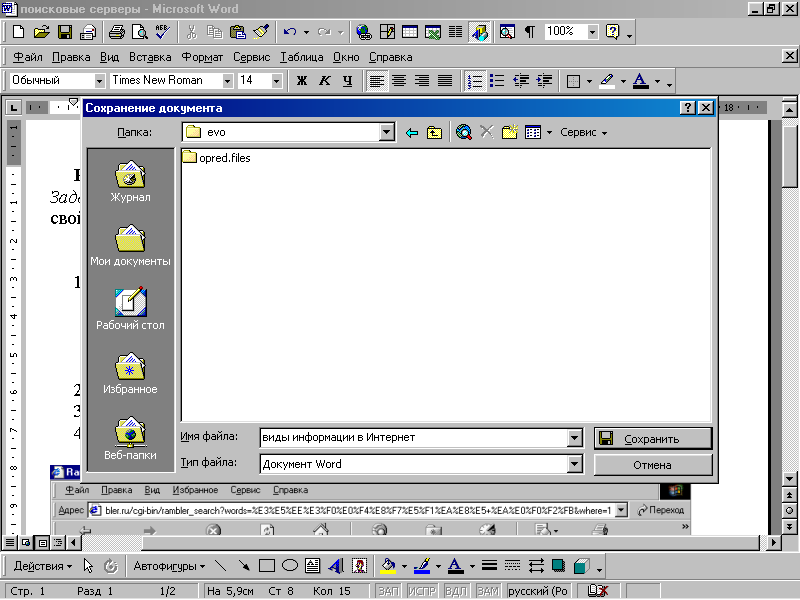 поисковые серверы - Microsoft Word
100%
Файл Правка Вид Вставка Формат Сервис Таблица Окно Справка
Обычный Times New Roman 14 Ж К Ч
18
Сохранение документа
Папка: evo Сервис
opred.files
Журнал
Мои документы
Рабочий стол
Избранное
Веб-папки
Имя файла: виды информации в Интернет Сохранить
Тип файла: Документ Word Отмена
Зад
свой
1
2
3
4
Ra
Файл Правка Вид Избранное Сервис Справка
Адрес bler.ru/cgi-bin/rambler_search?words=%E3%E5%EE%E3%F0%E0%F4%E8%F7%E5%F1%EA%E8%E5+%EA%E0%F0%F2%FB&where=1 Переход
Действия Автофигуры
Стр. 1 Разд 1 1/2 На 5,9см Ст 8 Кол 15 ЗАП ИСПР ВДЛ ЗАМ русский (Ро